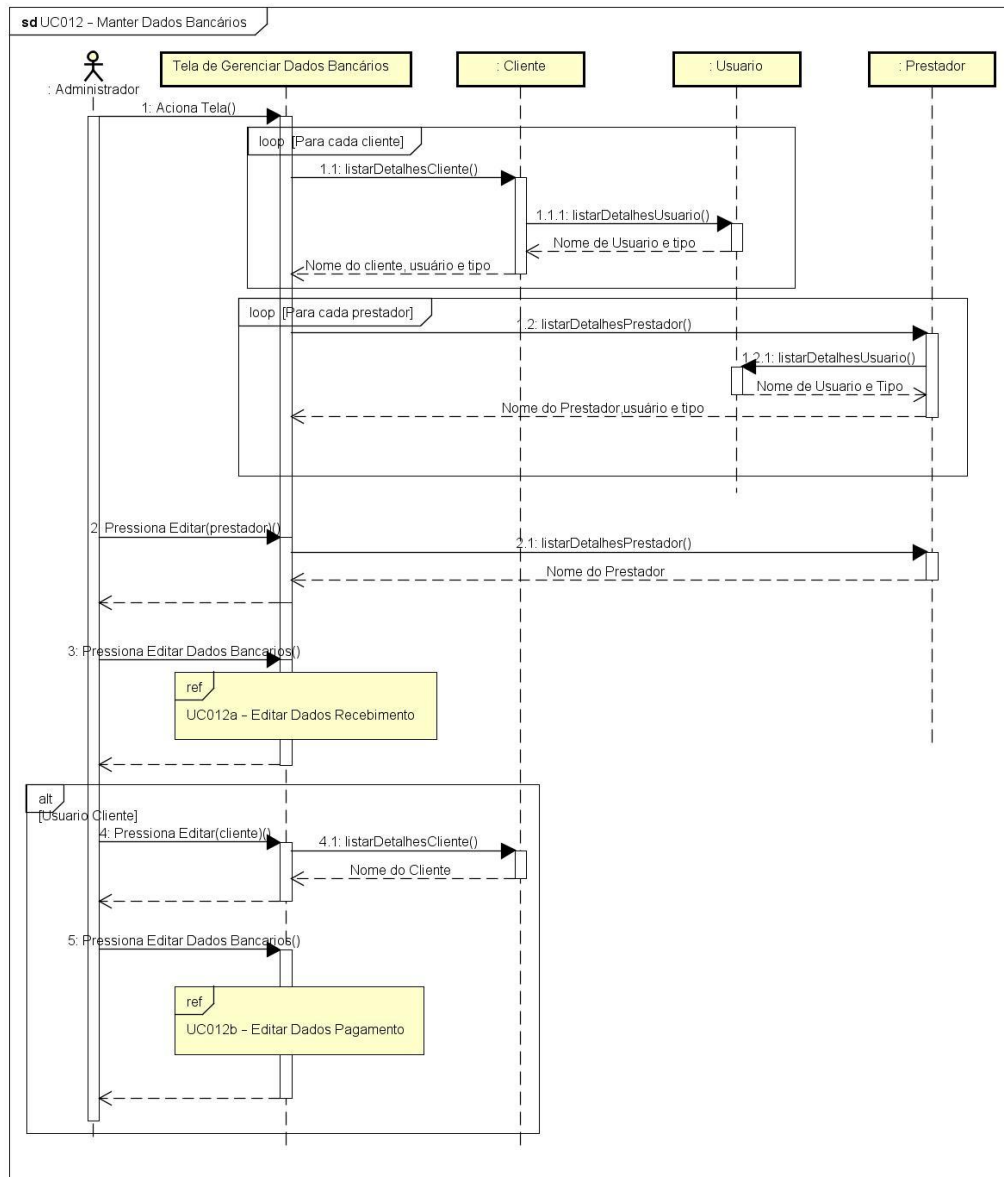 sd UC012 – Manter Dados Bancários
: Administrador
Tela de Gerenciar Dados Bancários
: Cliente
: Usuario
: Prestador
1: Aciona Tela()
loop [Para cada cliente]
1.1: listarDetalhesCliente()
1.1.1: listarDetalhesUsuario()
Nome de Usuario e tipo
Nome do cliente, usuário e tipo
loop [Para cada prestador]
1.2: listarDetalhesPrestador()
1.2.1: listarDetalhesUsuario()
Nome de Usuario e Tipo
Nome do Prestador,usuário e tipo
2: Pressiona Editar(prestador)()
2.1: listarDetalhesPrestador()
Nome do Prestador
3: Pressiona Editar Dados Bancarios()
ref
UC012a – Editar Dados Recebimento
alt
[Usuario Cliente]
4: Pressiona Editar(cliente)()
4.1: listarDetalhesCliente()
Nome do Cliente
5: Pressiona Editar Dados Bancarios()
ref
UC012b – Editar Dados Pagamento